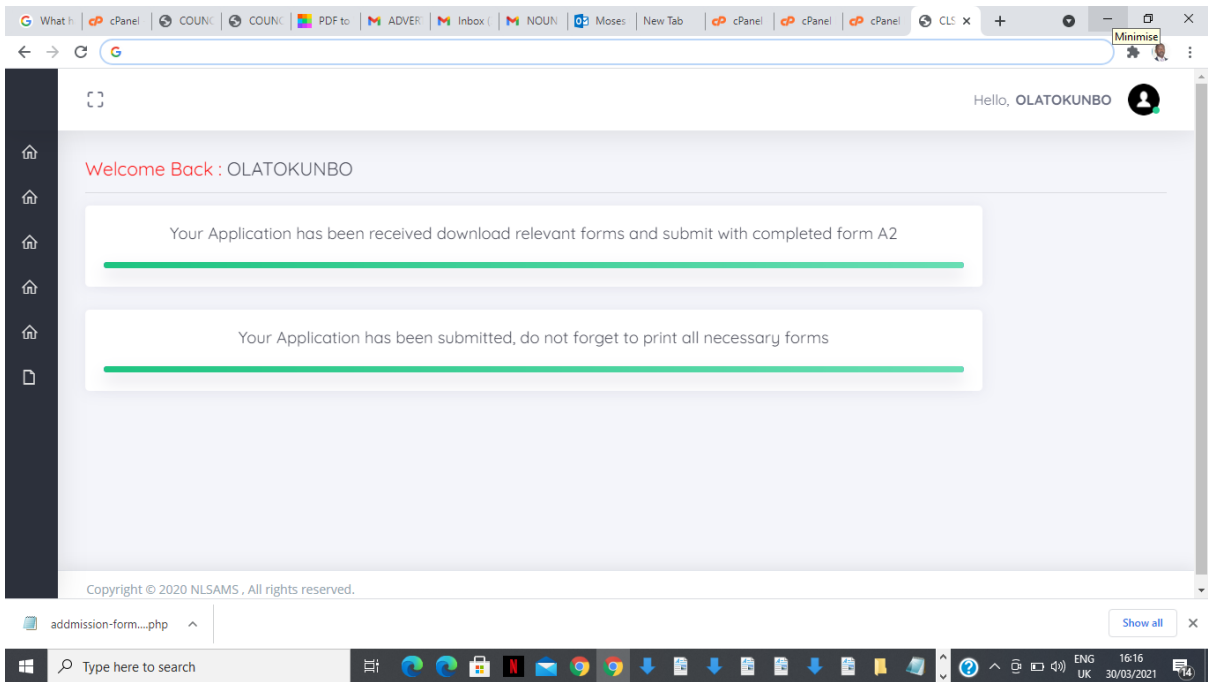 What h
cPanel
COUNC
COUNC
PDF to
ADVER
Inbox (
NOUN
Moses
New Tab
cPanel
cPanel
cPanel
CLS
Minimise
Hello, OLATOKUNBO
Welcome Back : OLATOKUNBO
Your Application has been received download relevant forms and submit with completed form A2
Your Application has been submitted, do not forget to print all necessary forms
Copyright © 2020 NLSAMS , All rights reserved.
addmission-form....php
Show all
Type here to search
ENG
UK
16:16
30/03/2021
14